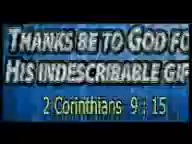 THANKS BE TO GOD FO
HIS INDESCRIBABLE GIF
2 Corinthians 9 : 15